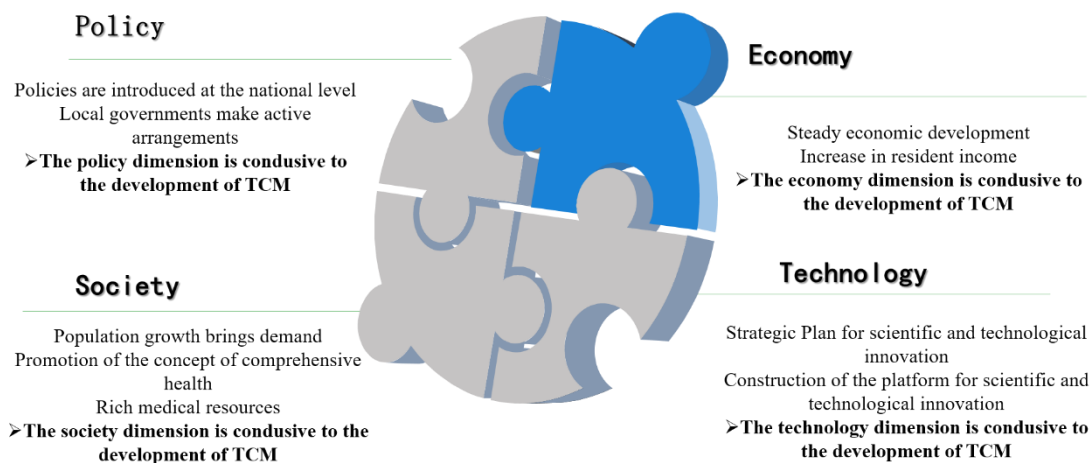 Policy
Policies are introduced at the national level
Local governments make active
arrangements
➢The policy dimension is condusive to
the development of TCM
Economy
Steady economic development
Increase in resident income
➢The economy dimension is condusive to
the development of TCM
Society
Population growth brings demand
Promotion of the concept of comprehensive
health
Rich medical resources
➢The society dimension is condusive to the
development of TCM
Technology
Strategic Plan for scientific and technological
innovation
Construction of the platform for scientific and
technological innovation
➢The technology dimension is condusive to
the development of TCM